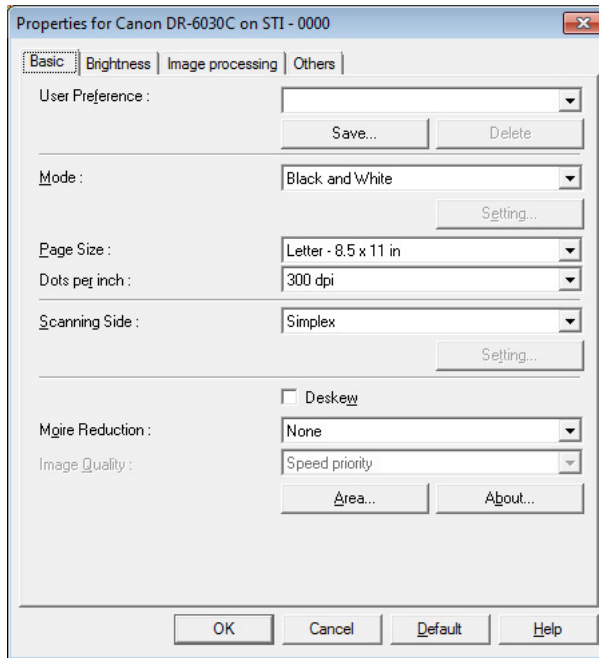 Properties for Canon DR-6030C on STI - 0000
Basic Brightness Image processing Others
User Preference :
Save... Delete
Mode : Black and White
Setting...
Page Size : Letter - 8.5 x 11 in
Dots per inch : 300 dpi
Scanning Side : Simplex
Setting...
Deskew
Moire Reduction : None
Image Quality : Speed priority
Area... About...
OK Cancel Default Help